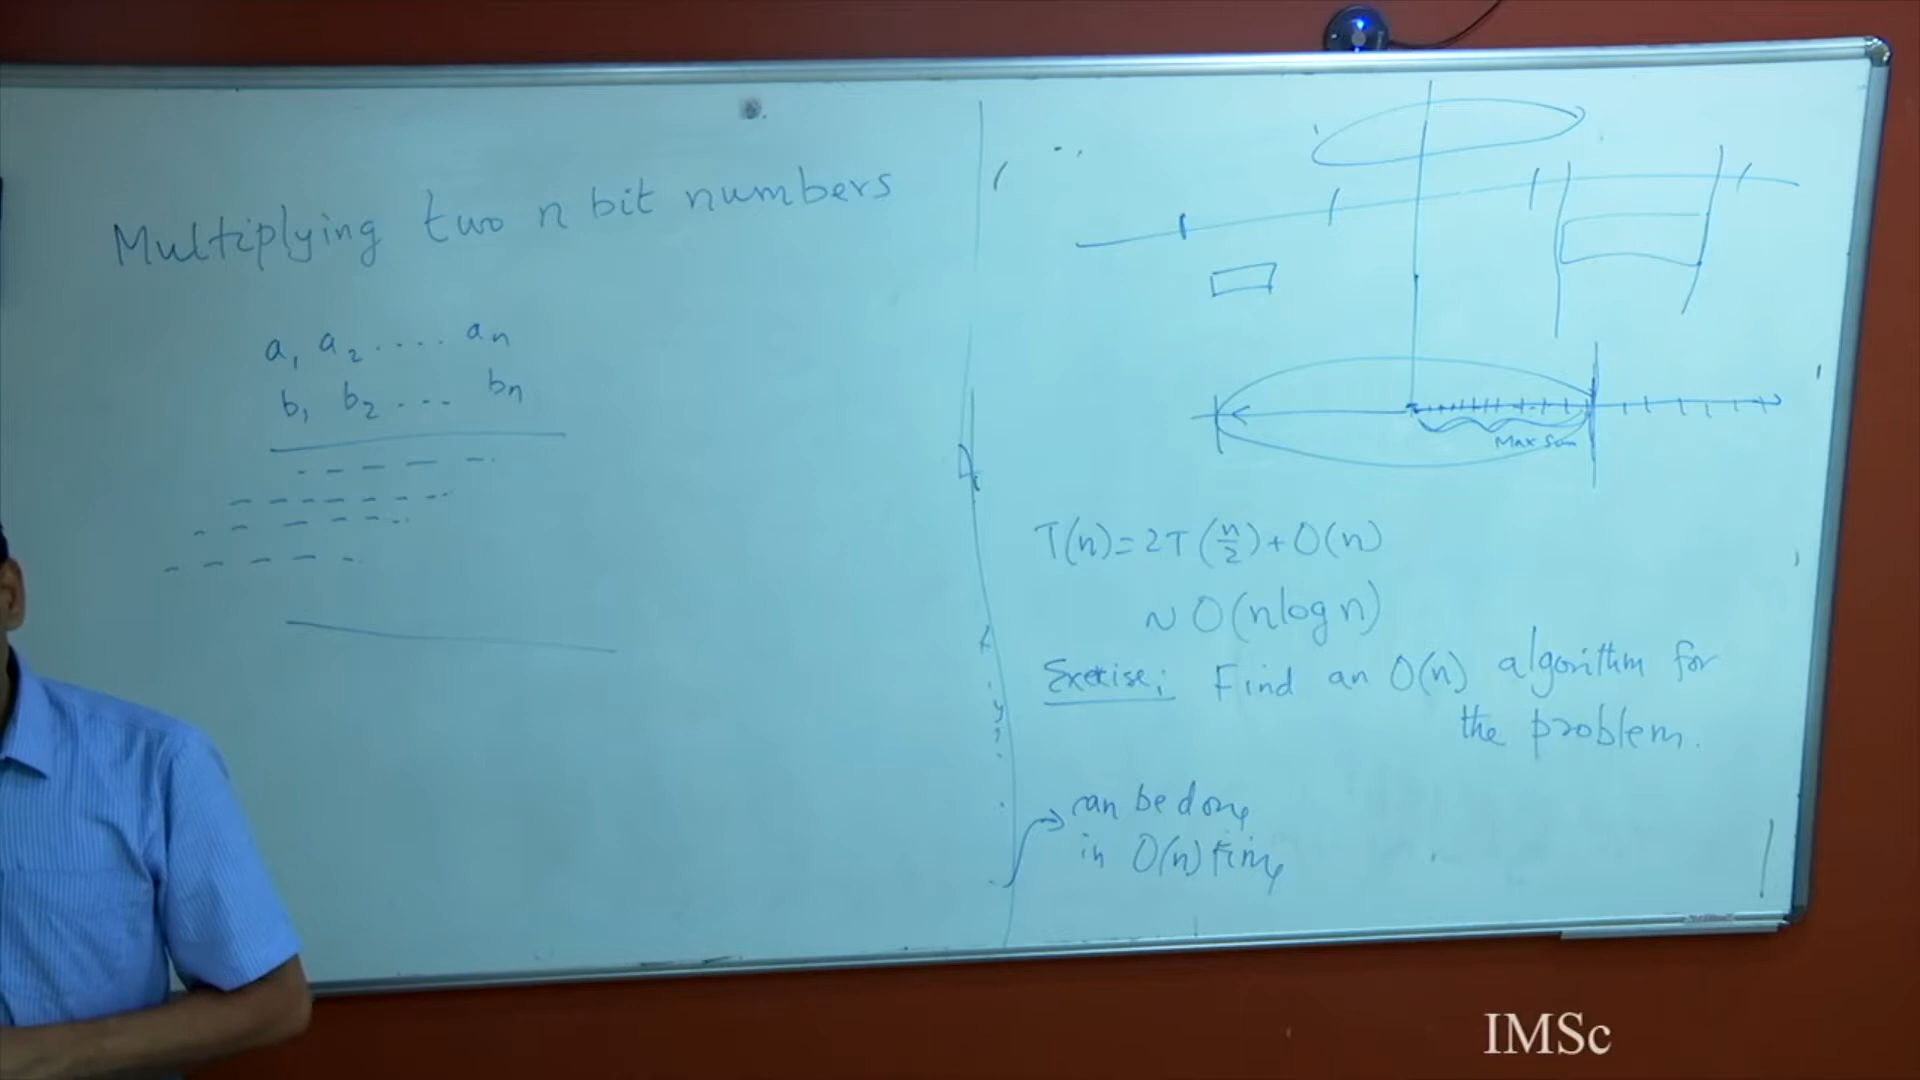 Multiplying two n bit numbers
a₁ a₂ .... aₙ
b₁ b₂ ... bₙ
Max Sum
T(n) = 2T(n/2) + O(n)
~ O(n log n)
Exercise: Find an O(n) algorithm for
the problem.
can be done
in O(n) time
IMSc